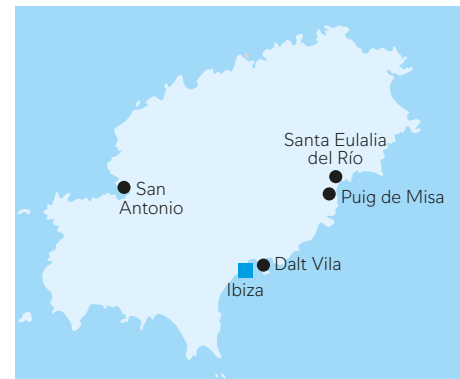 Santa Eulalia
del Río
San
Antonio
Puig de Misa
Dalt Vila
Ibiza